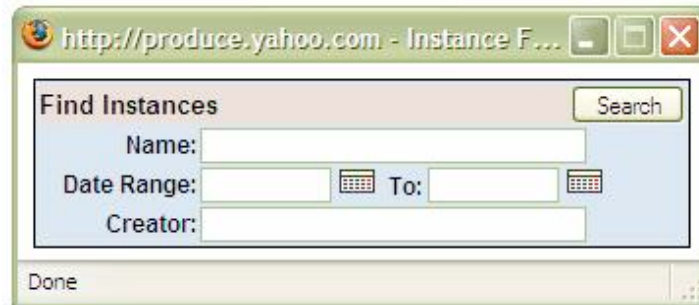 http://produce.yahoo.com - Instance F...
Find Instances Search
Name:
Date Range: To:
Creator:
Done